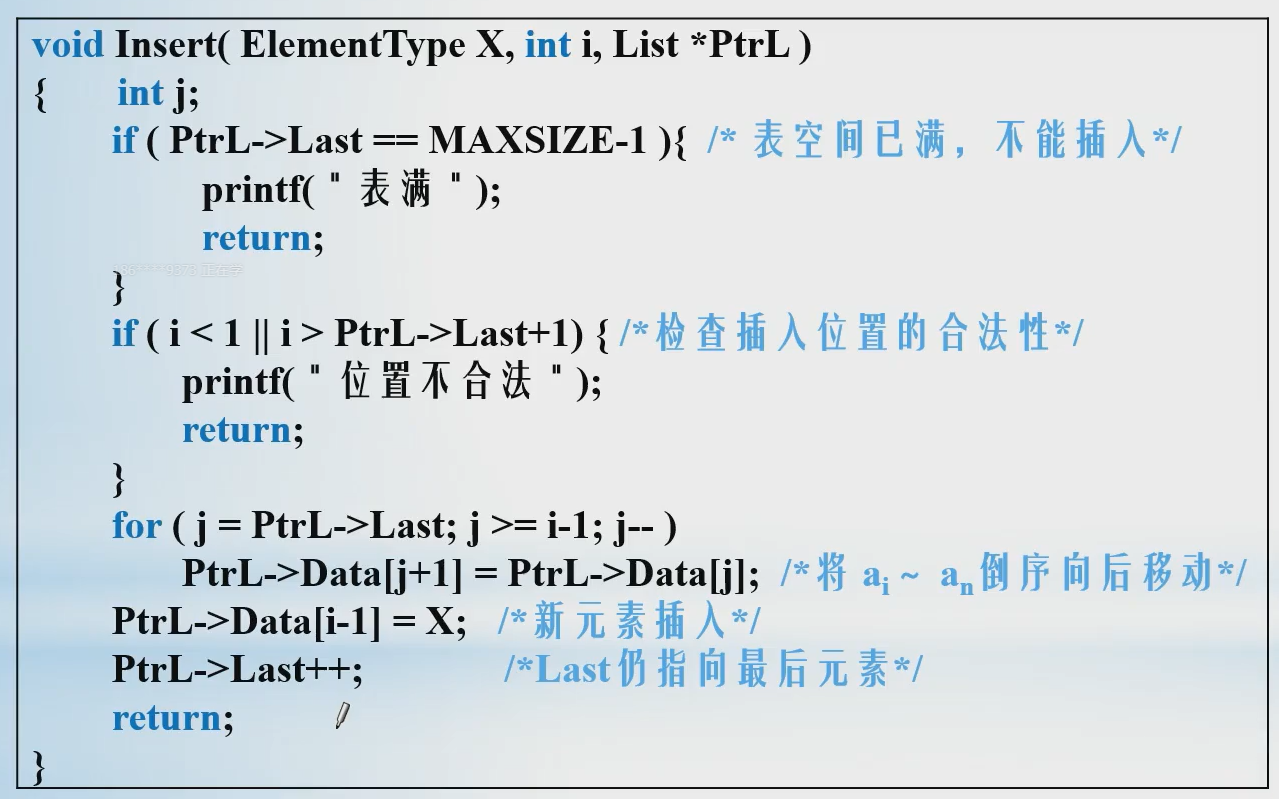 void Insert( ElementType X, int i, List *PtrL )
{ int j;
if ( PtrL->Last == MAXSIZE-1 ){ /* 表空间已满，不能插入*/
printf( " 表满 " );
return;
}
if ( i < 1 || i > PtrL->Last+1) { /*检查插入位置的合法性*/
printf( " 位置不合法 " );
return;
}
for ( j = PtrL->Last; j >= i-1; j-- )
PtrL->Data[j+1] = PtrL->Data[j]; /*将 ai ~ an倒序向后移动*/
PtrL->Data[i-1] = X; /*新元素插入*/
PtrL->Last++; /*Last仍指向最后元素*/
return;
}